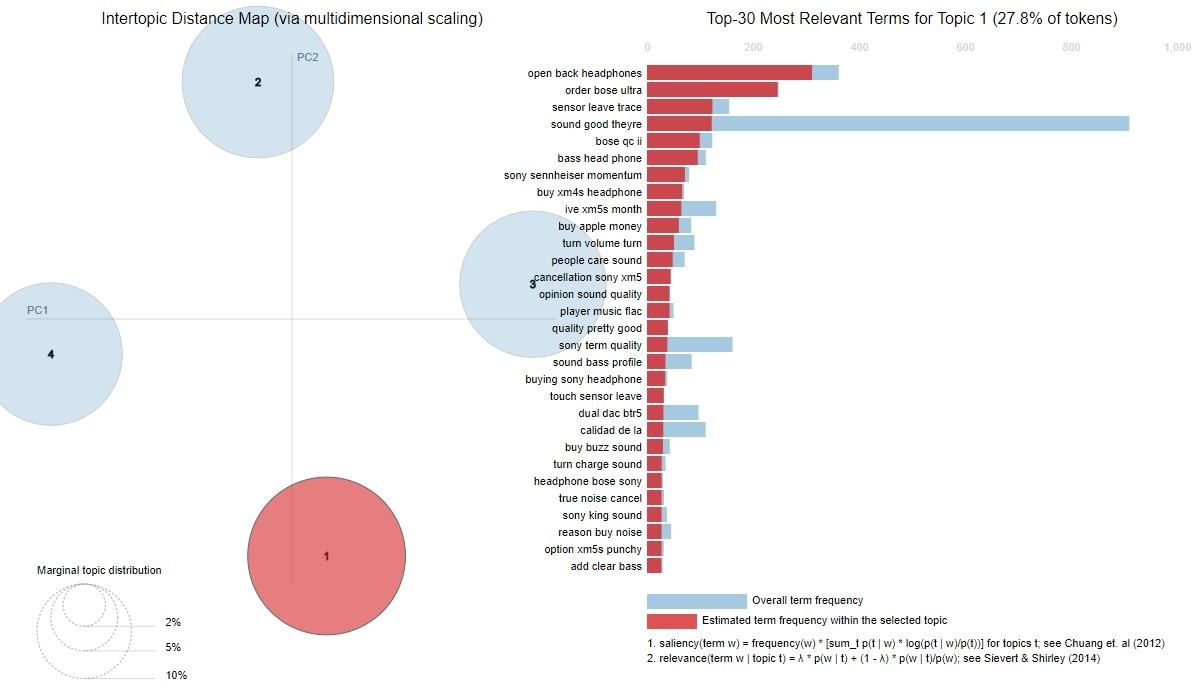 Intertopic Distance Map (via multidimensional scaling)
PC2
2
3
PC1
4
1
Marginal topic distribution
2%
5%
10%
Top-30 Most Relevant Terms for Topic 1 (27.8% of tokens)
0 200 400 600 800 1,000
open back headphones
order bose ultra
sensor leave trace
sound good theyre
bose qc ii
bass head phone
sony sennheiser momentum
buy xm4s headphone
ive xm5s month
buy apple money
turn volume turn
people care sound
cancellation sony xm5
opinion sound quality
player music flac
quality pretty good
sony term quality
sound bass profile
buying sony headphone
touch sensor leave
dual dac btr5
calidad de la
buy buzz sound
turn charge sound
headphone bose sony
true noise cancel
sony king sound
reason buy noise
option xm5s punchy
add clear bass
Overall term frequency
Estimated term frequency within the selected topic
1. saliency(term w) = frequency(w) * [sum_t p(t | w) * log(p(t | w)/p(t))] for topics t; see Chuang et. al (2012)
2. relevance(term w | topic t) = λ * p(w | t) + (1 - λ) * p(w | t)/p(w); see Sievert & Shirley (2014)